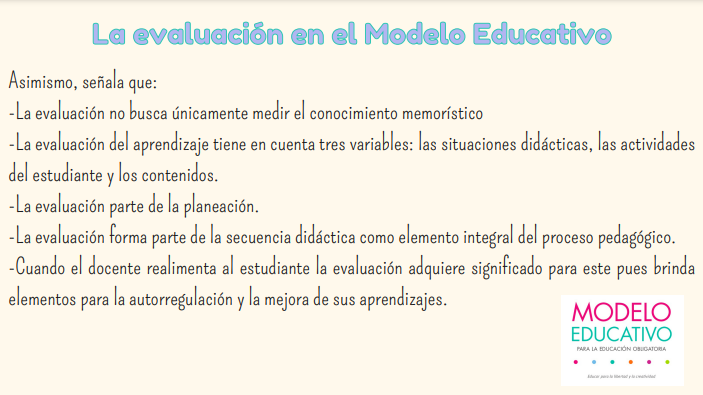 La evaluación en el Modelo Educativo
Asimismo, señala que:
-La evaluación no busca únicamente medir el conocimiento memorístico
-La evaluación del aprendizaje tiene en cuenta tres variables: las situaciones didácticas, las actividades
del estudiante y los contenidos.
-La evaluación parte de la planeación.
-La evaluación forma parte de la secuencia didáctica como elemento integral del proceso pedagógico.
-Cuando el docente realimenta al estudiante la evaluación adquiere significado para este pues brinda
elementos para la autorregulación y la mejora de sus aprendizajes.
MODELO
EDUCATIVO
PARA LA EDUCACIÓN OBLIGATORIA
Educar para la libertad y la creatividad